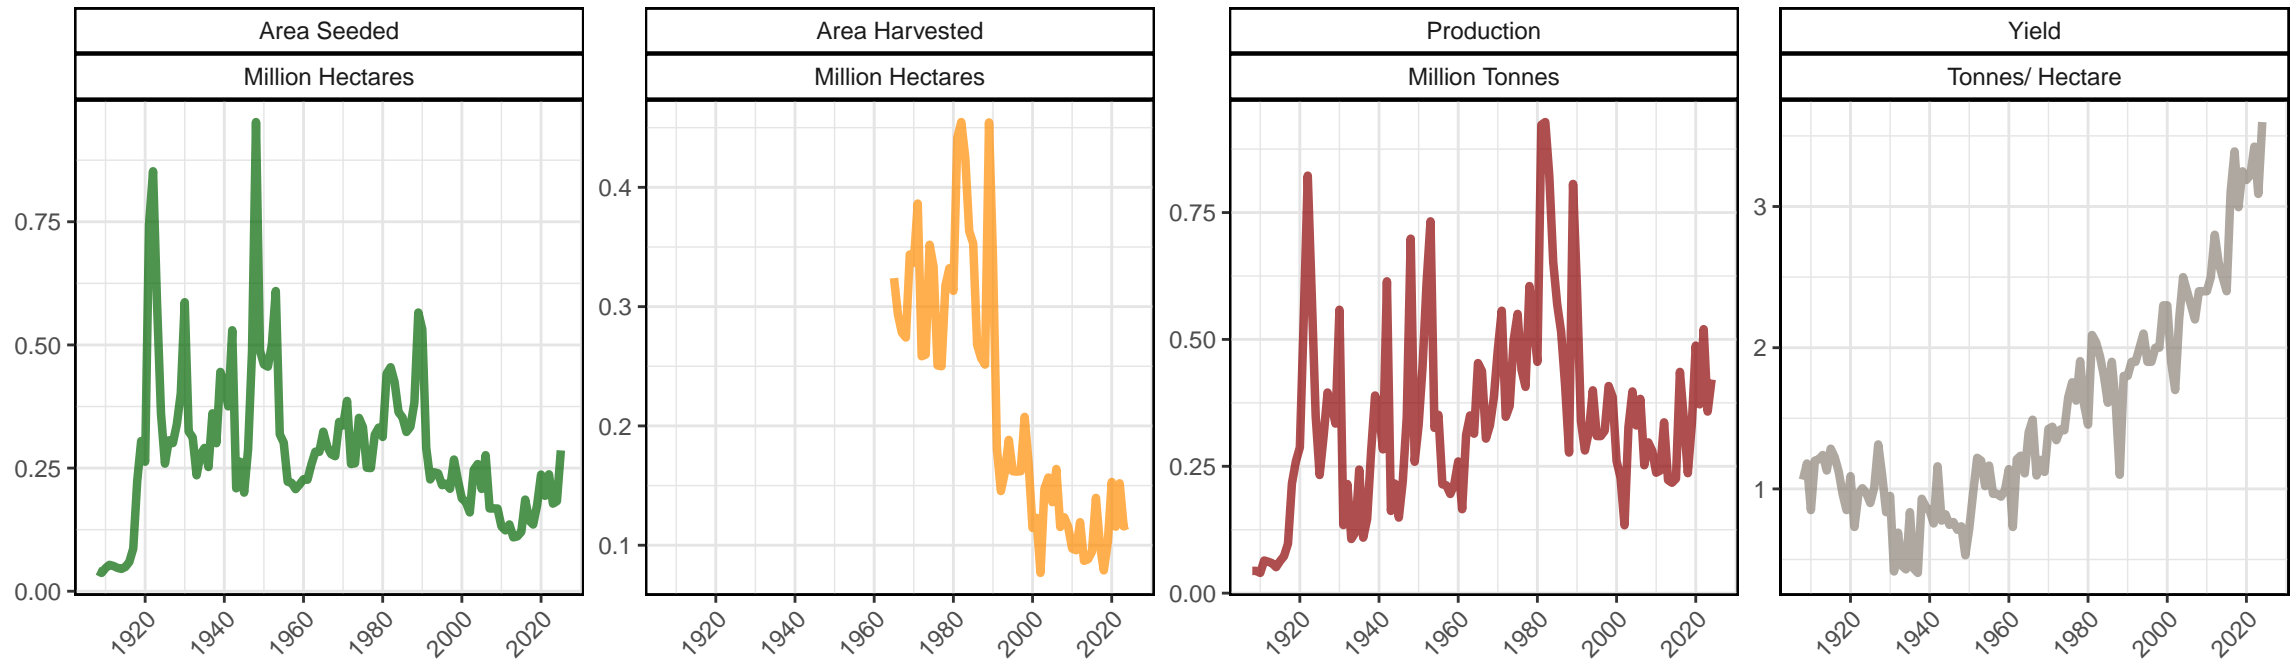 Area Seeded
Million Hectares
0.75
0.50
0.25
0.00
1920 1940 1960 1980 2000 2020
Area Harvested
Million Hectares
0.4
0.3
0.2
0.1
1920 1940 1960 1980 2000 2020
Production
Million Tonnes
0.75
0.50
0.25
0.00
1920 1940 1960 1980 2000 2020
Yield
Tonnes/ Hectare
3
2
1
1920 1940 1960 1980 2000 2020